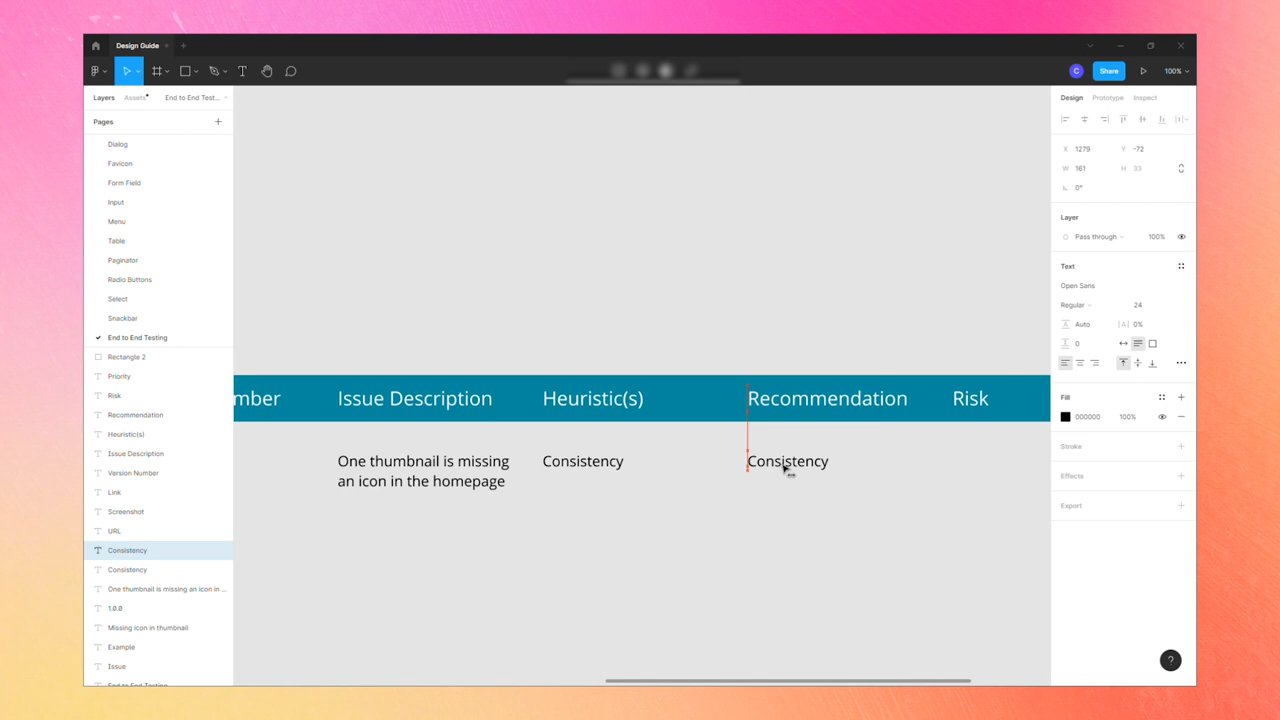 Design Guide
Share
100%
C
Layers
Assets
End to End Test...
Pages
Dialog
Favicon
Form Field
Input
Menu
Table
Paginator
Radio Buttons
Select
Snackbar
End to End Testing
Rectangle 2
Priority
Risk
Recommendation
Heuristic(s)
Issue Description
Version Number
Link
Screenshot
URL
Consistency
Consistency
One thumbnail is missing an icon in ...
1.0.0
Missing icon in thumbnail
Example
Issue
End to End Testing
mber
Issue Description
Heuristic(s)
Recommendation
Risk
One thumbnail is missing
an icon in the homepage
Consistency
Consistency
Design
Prototype
Inspect
X 1279
Y -72
W 161
H 33
0°
Layer
Pass through
100%
Text
Open Sans
Regular
24
Auto
|A| 0%
0
Fill
000000
100%
Stroke
Effects
Export
?